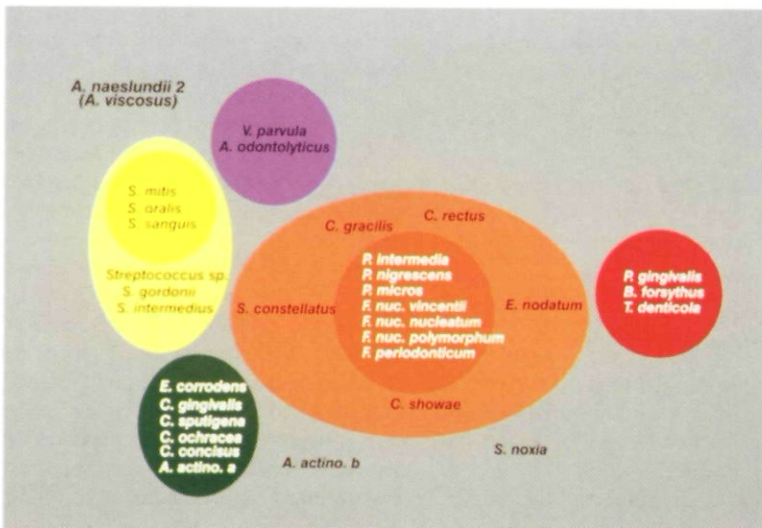 A. naeslundii 2
(A. viscosus)
V. parvula
A. odontolyticus
S. mitis
S. oralis
S. sanguis
Streptococcus sp.
S. gordonii
S. intermedius
C. gracilis
C. rectus
P. intermedia
P. nigrescens
P. micros
F. nuc. vincentii
F. nuc. nucleatum
F. nuc. polymorphum
F. periodonticum
S. constellatus
E. nodatum
C. showae
P. gingivalis
B. forsythus
T. denticola
E. corrodens
C. gingivalis
C. sputigena
C. ochracea
C. concisus
A. actino. a
A. actino. b
S. noxia